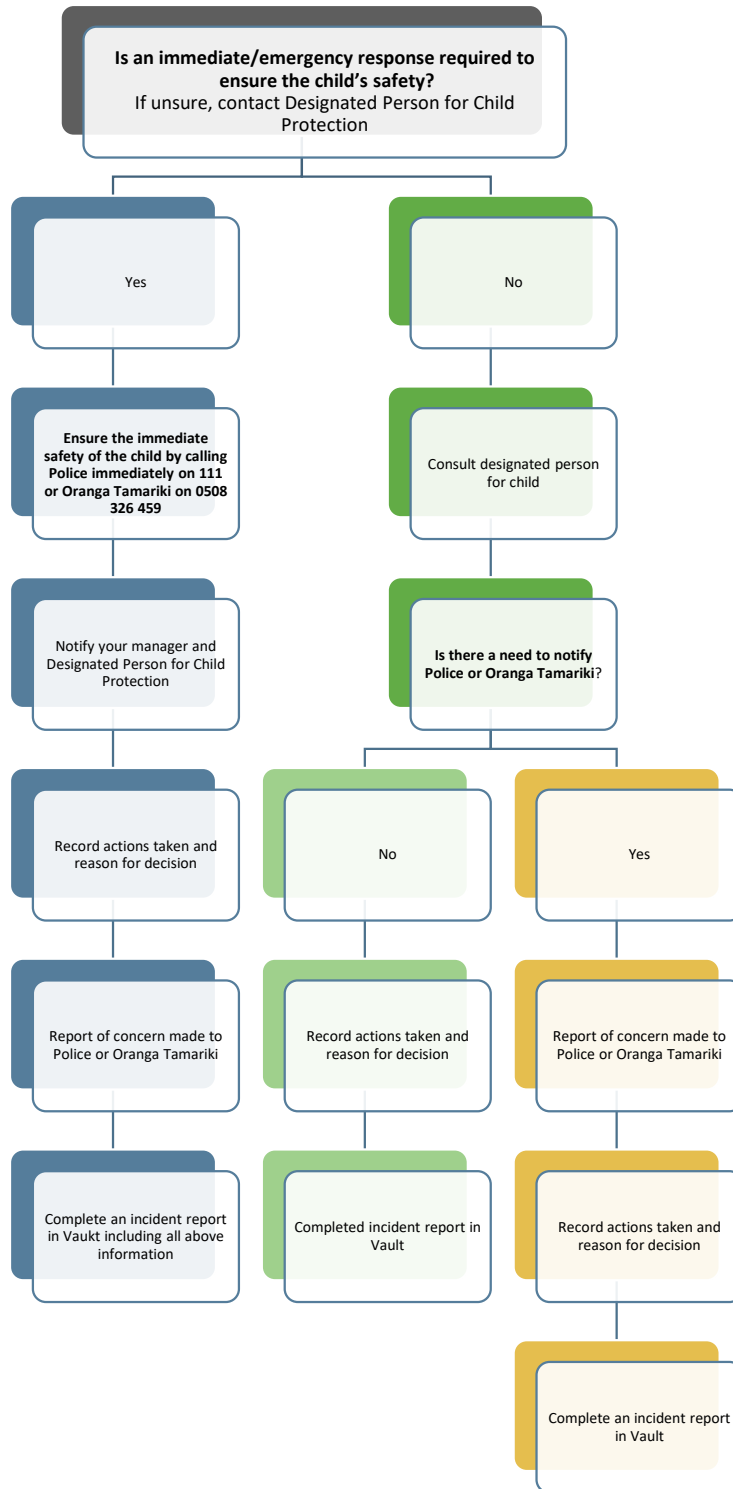 Is an immediate/emergency response required to
ensure the child's safety?
If unsure, contact Designated Person for Child
Protection
Yes
No
Ensure the immediate
safety of the child by calling
Police immediately on 111
or Oranga Tamariki on 0508
326 459
Consult designated person
for child
Notify your manager and
Designated Person for Child
Protection
Is there a need to notify
Police or Oranga Tamariki?
Record actions taken and
reason for decision
No
Yes
Report of concern made to
Police or Oranga Tamariki
Record actions taken and
reason for decision
Report of concern made to
Police or Oranga Tamariki
Complete an incident report
in Vaukt including all above
information
Completed incident report in
Vault
Record actions taken and
reason for decision
Complete an incident report
in Vault